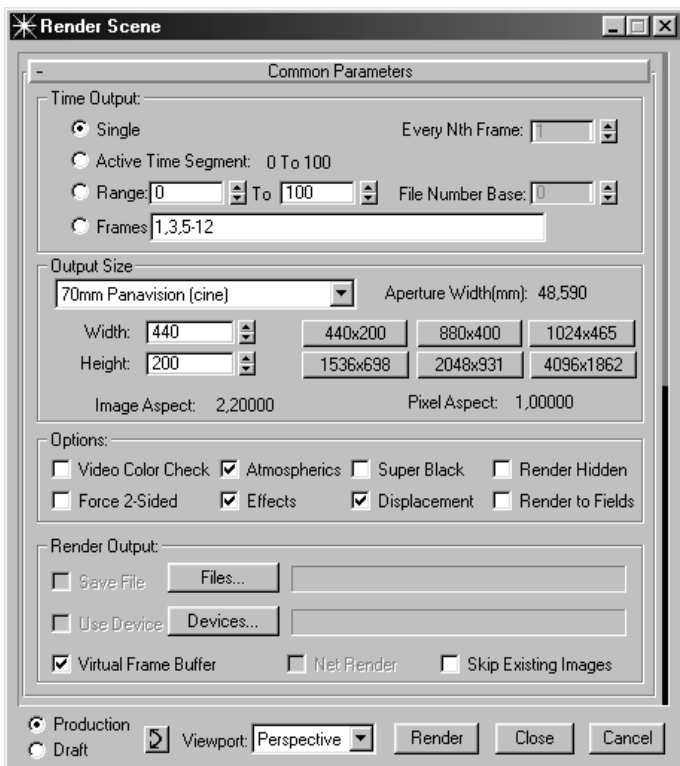 Render Scene
Common Parameters
Time Output:
Single
Every Nth Frame: 1
Active Time Segment: 0 To 100
Range: 0 To 100
File Number Base: 0
Frames 1,3,5-12
Output Size
70mm Panavision (cine)
Aperture Width(mm): 48,590
Width: 440
440x200 880x400 1024x465
Height: 200
1536x698 2048x931 4096x1862
Image Aspect: 2,20000
Pixel Aspect: 1,00000
Options:
Video Color Check Atmospherics Super Black Render Hidden
Force 2-Sided Effects Displacement Render to Fields
Render Output:
Save File Files...
Use Device Devices...
Virtual Frame Buffer Net Render Skip Existing Images
Production
Draft
Viewport: Perspective Render Close Cancel